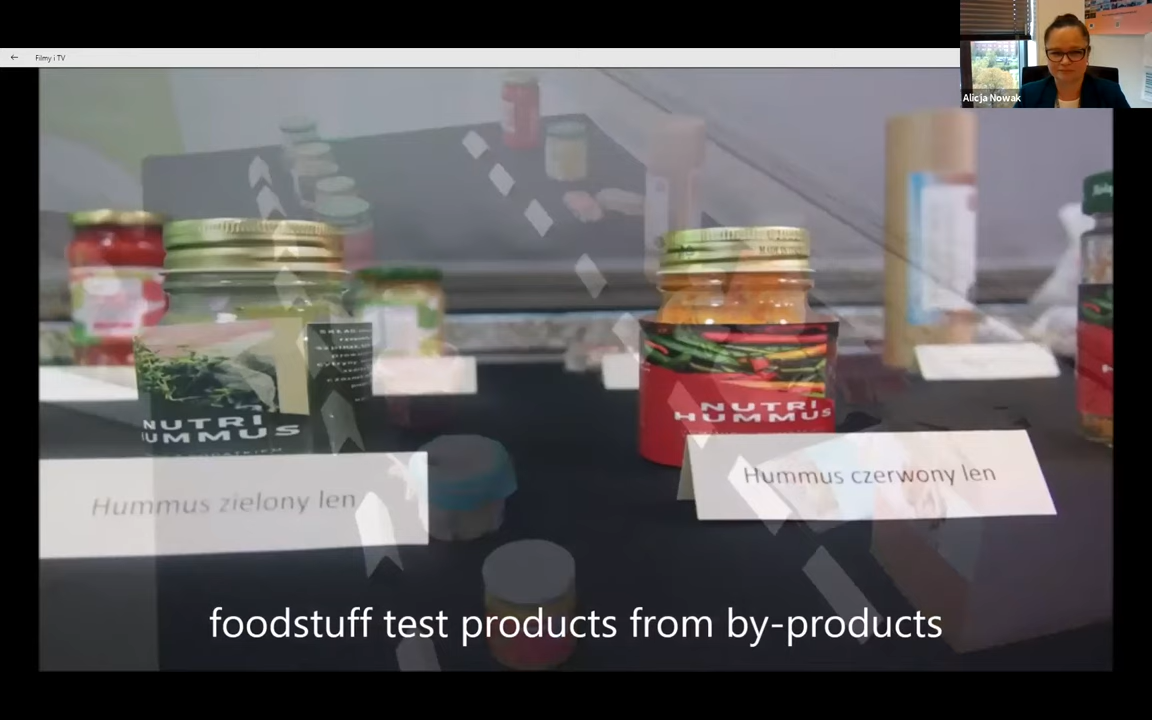 Filmy i TV
Alicja Nowak
NUTRI
HUMMUS
NUTRI
HUMMUS
Hummus zielony len
Hummus czerwony len
foodstuff test products from by-products